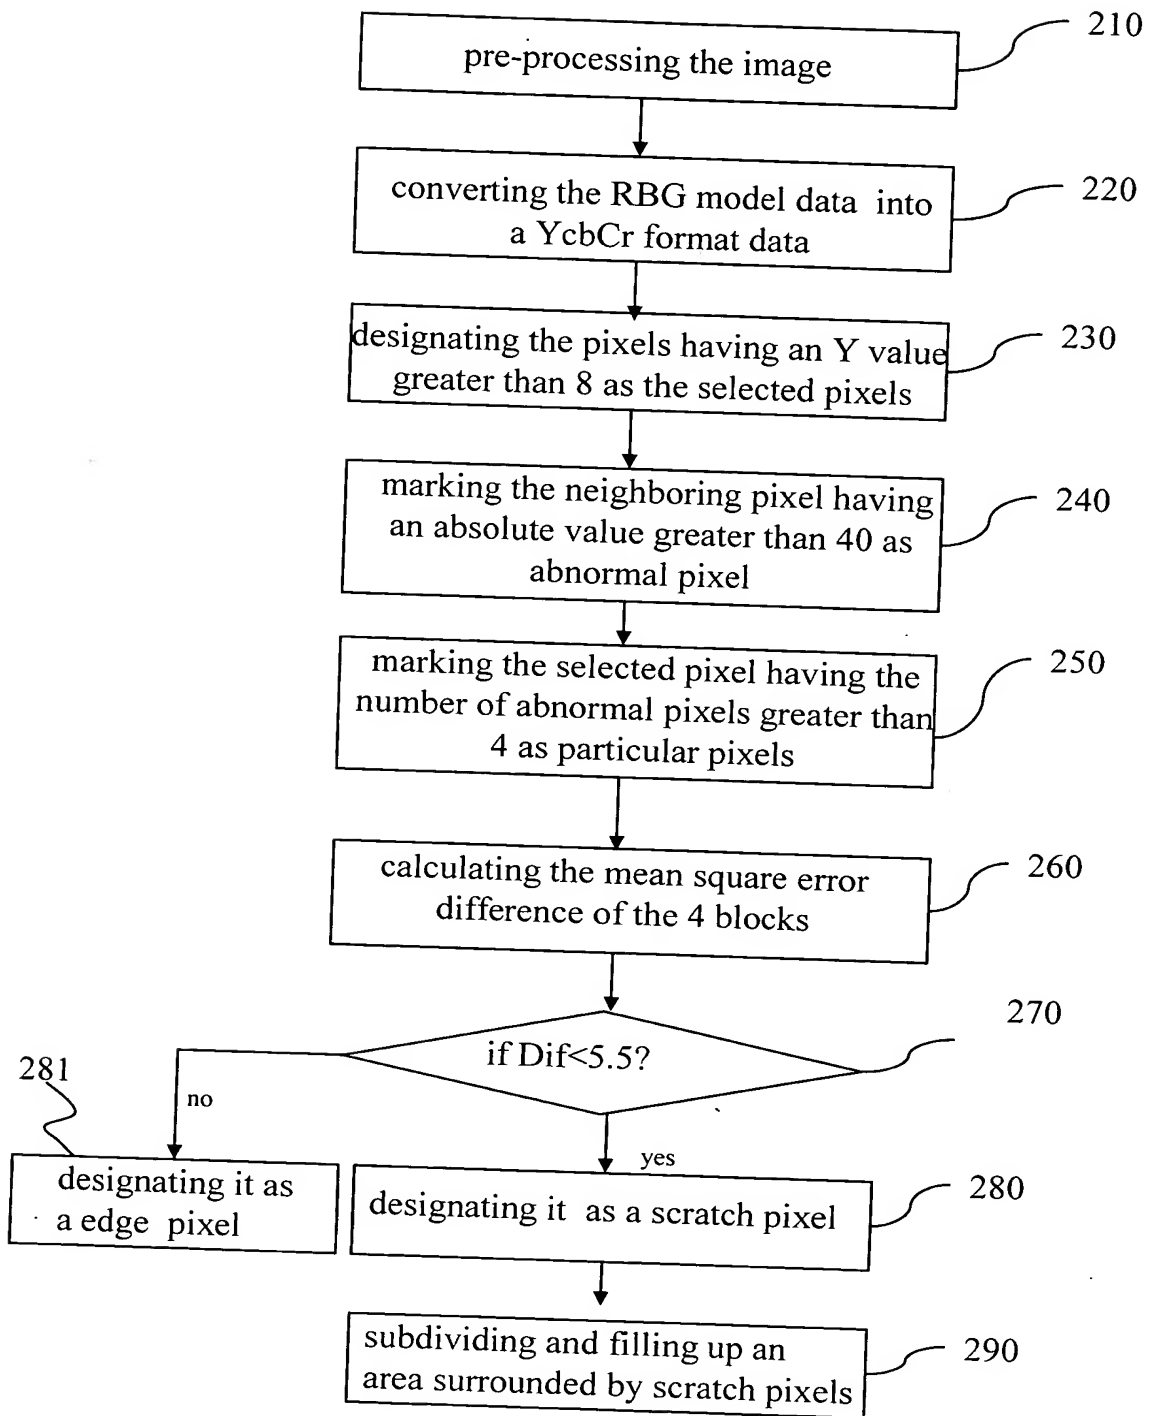 210
pre-processing the image
220
converting the RBG model data into
a YcbCr format data
230
designating the pixels having an Y value
greater than 8 as the selected pixels
240
marking the neighboring pixel having
an absolute value greater than 40 as
abnormal pixel
250
marking the selected pixel having the
number of abnormal pixels greater than
4 as particular pixels
260
calculating the mean square error
difference of the 4 blocks
270
if Dif<5.5?
281
no
yes
designating it as
a edge pixel
280
designating it as a scratch pixel
290
subdividing and filling up an
area surrounded by scratch pixels